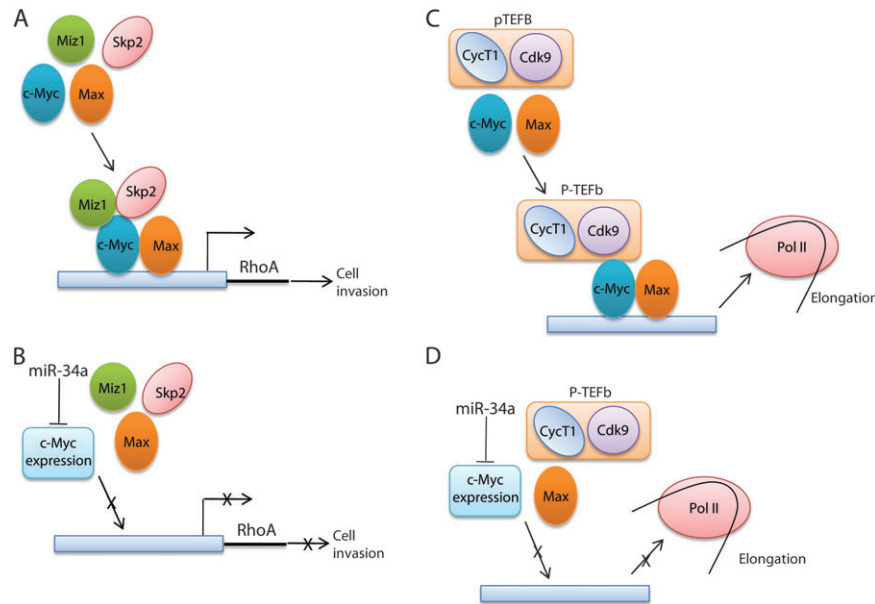 A
Miz1
Skp2
c-Myc
Max
Miz1
Skp2
c-Myc
Max
RhoA
Cell
invasion
B
miR-34a
Miz1
Skp2
c-Myc
expression
Max
RhoA
Cell
invasion
C
pTEFB
CycT1
Cdk9
c-Myc
Max
P-TEFb
CycT1
Cdk9
c-Myc
Max
Pol II
Elongation
D
miR-34a
P-TEFb
CycT1
Cdk9
c-Myc
expression
Max
Pol II
Elongation